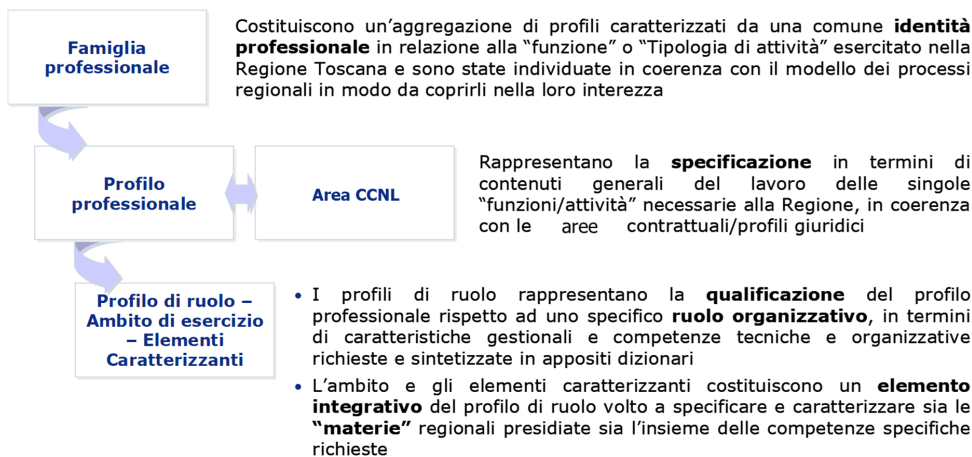 Famiglia
professionale
Costituiscono un’aggregazione di profili caratterizzati da una comune identità
professionale in relazione alla “funzione” o “Tipologia di attività” esercitato nella
Regione Toscana e sono state individuate in coerenza con il modello dei processi
regionali in modo da coprirli nella loro interezza
Profilo
professionale
Area CCNL
Rappresentano la specificazione in termini di
contenuti generali del lavoro delle singole
“funzioni/attività” necessarie alla Regione, in coerenza
con le aree contrattuali/profili giuridici
Profilo di ruolo –
Ambito di esercizio
– Elementi
Caratterizzanti
• I profili di ruolo rappresentano la qualificazione del profilo
professionale rispetto ad uno specifico ruolo organizzativo, in termini
di caratteristiche gestionali e competenze tecniche e organizzative
richieste e sintetizzate in appositi dizionari
• L’ambito e gli elementi caratterizzanti costituiscono un elemento
integrativo del profilo di ruolo volto a specificare e caratterizzare sia le
“materie” regionali presidiate sia l’insieme delle competenze specifiche
richieste